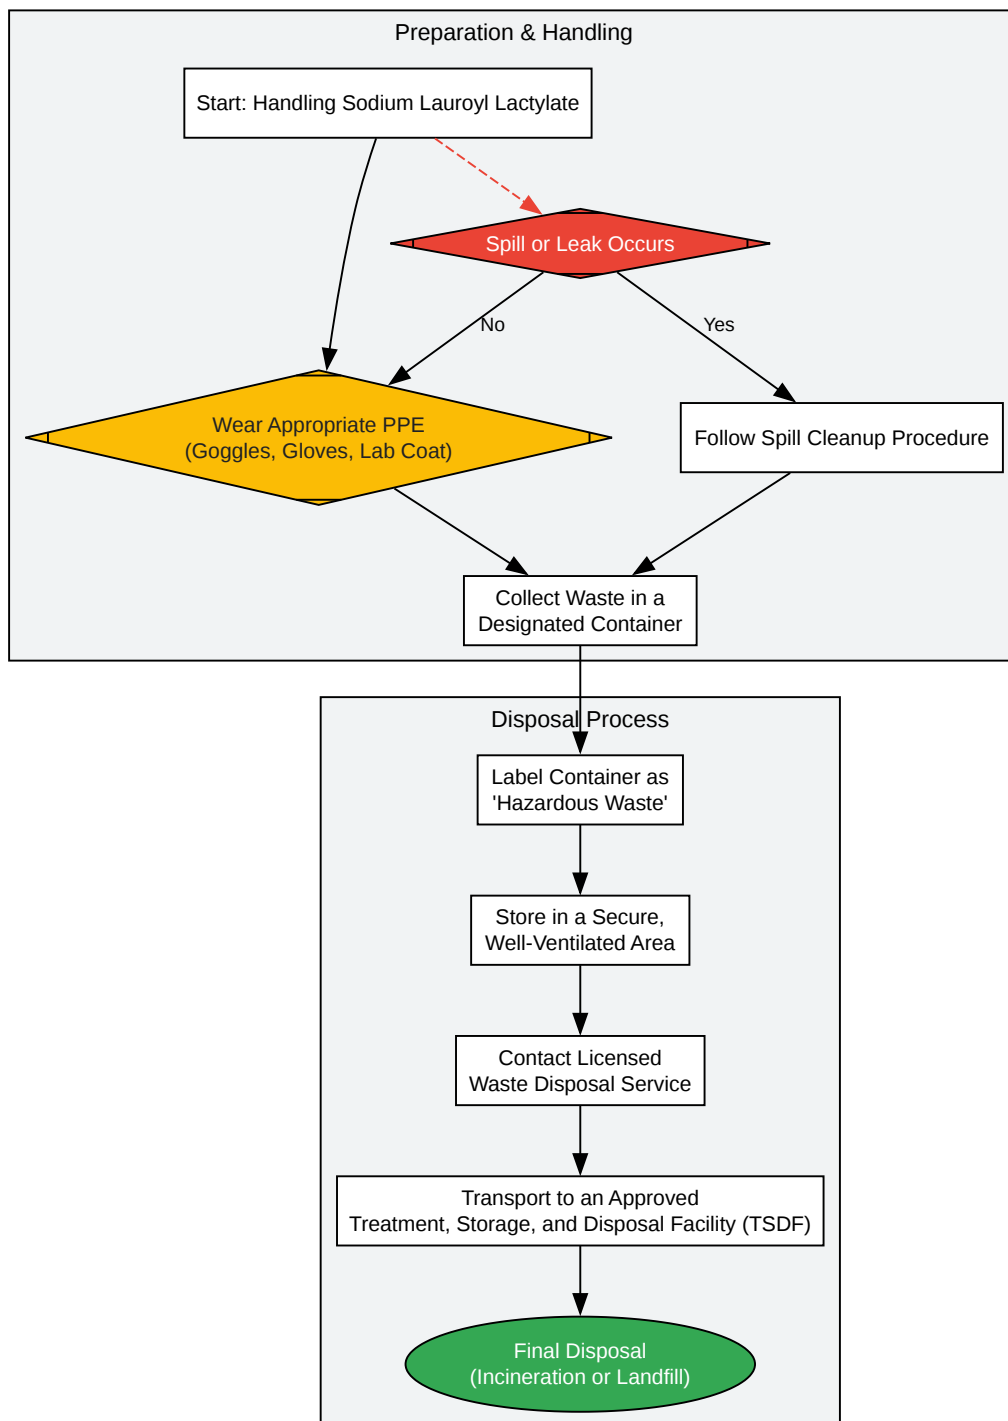 Preparation & Handling
Start: Handling Sodium Lauroyl Lactylate
Spill or Leak Occurs
No
Yes
Wear Appropriate PPE
(Goggles, Gloves, Lab Coat)
Follow Spill Cleanup Procedure
Collect Waste in a
Designated Container
Disposal Process
Label Container as
'Hazardous Waste'
Store in a Secure,
Well-Ventilated Area
Contact Licensed
Waste Disposal Service
Transport to an Approved
Treatment, Storage, and Disposal Facility (TSDF)
Final Disposal
(Incineration or Landfill)